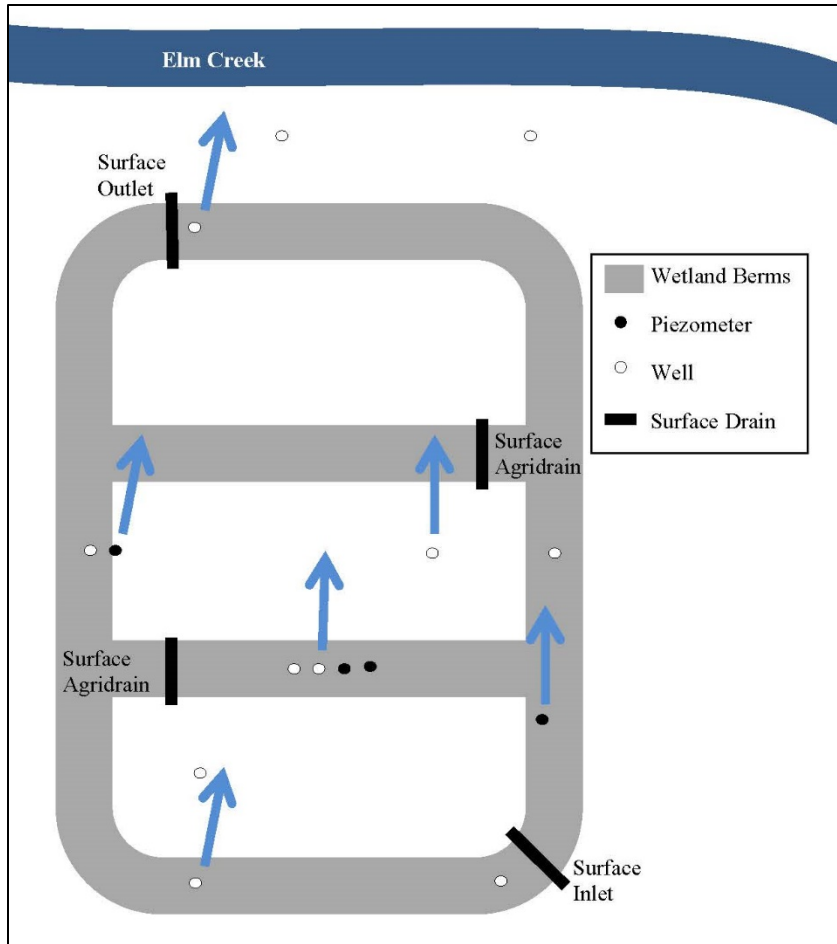 Elm Creek
Surface
Outlet
Wetland Berms
Piezometer
Well
Surface Drain
Surface
Agridrain
Surface
Agridrain
Surface
Inlet